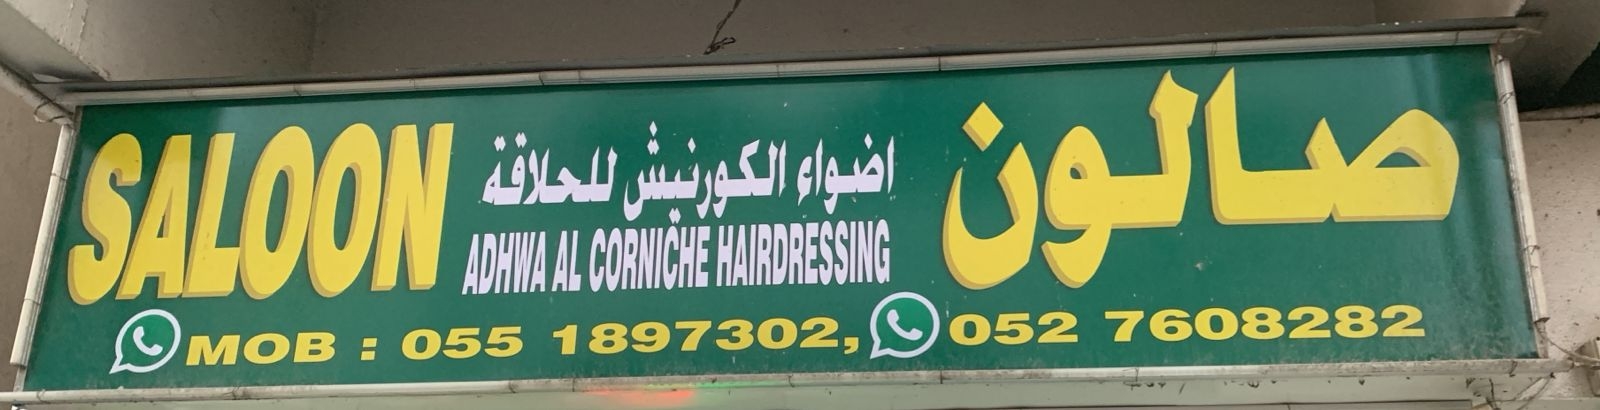 SALOON
اضواء الكورنيش للحلاقة
ADHWA AL CORNICHE HAIRDRESSING
صالون
MOB : 055 1897302, 052 7608282